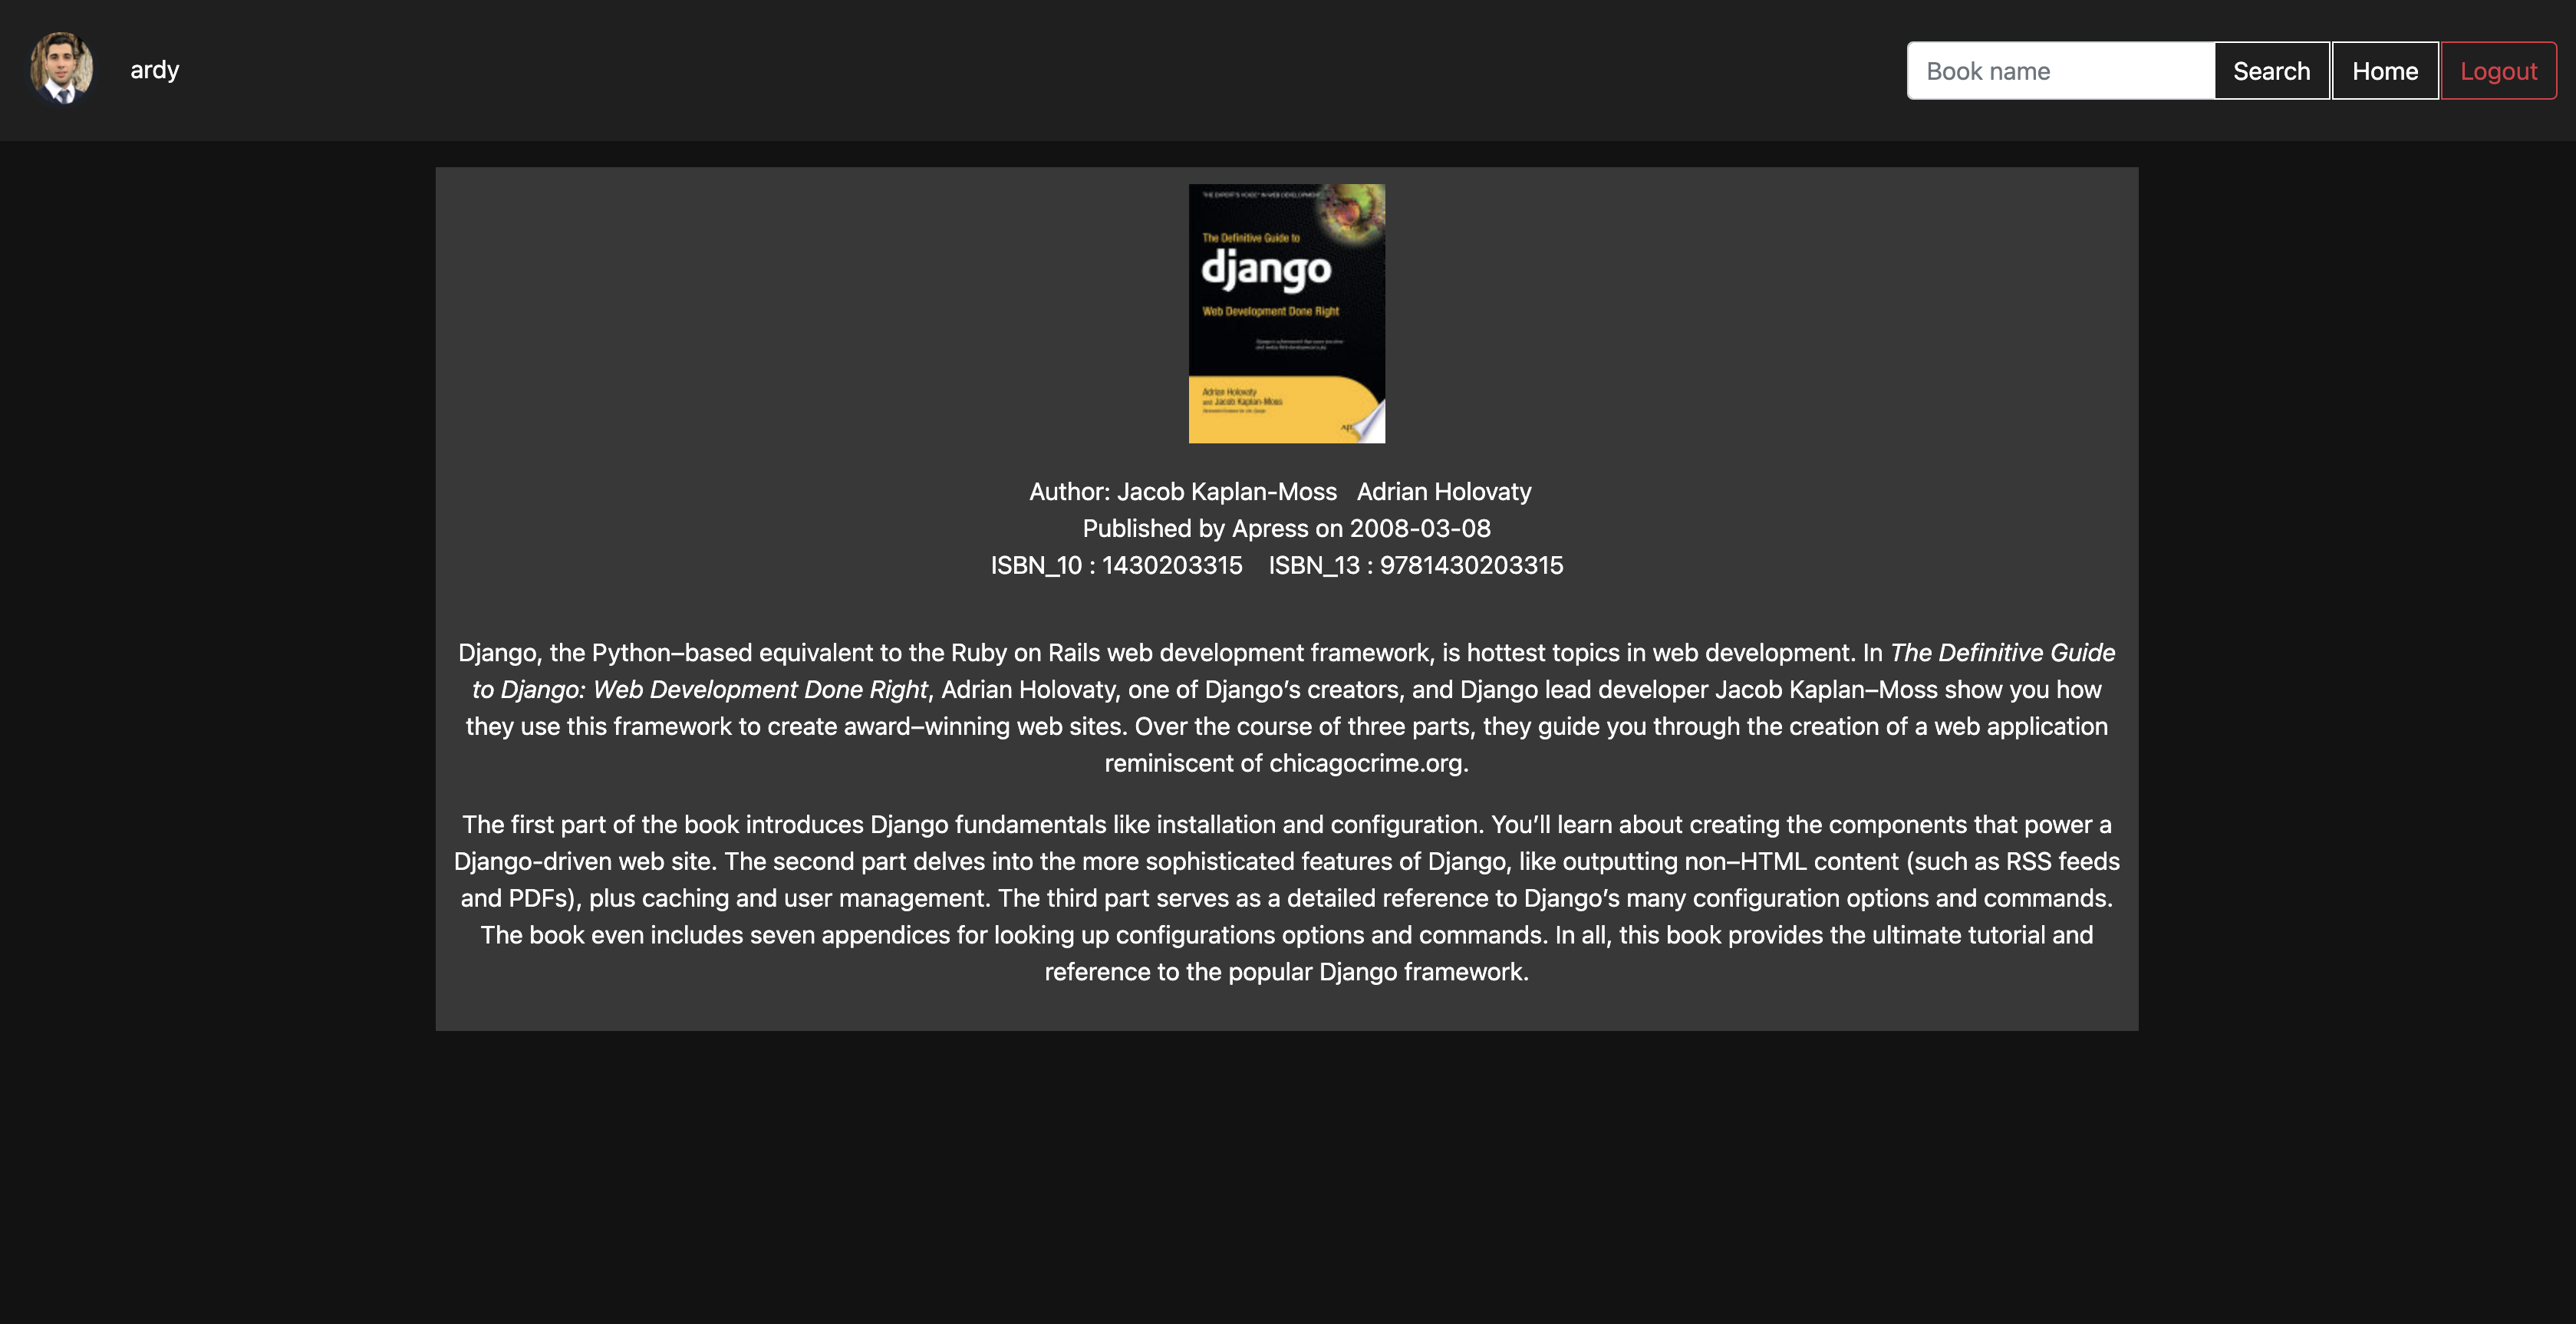 ardy
Book name
Search
Home
Logout
THE EXPERT'S VOICE® IN WEB DEVELOPMENT
The Definitive Guide to
django
Web Development Done Right
Adrian Holovaty
and Jacob Kaplan-Moss
Author: Jacob Kaplan-Moss   Adrian Holovaty
Published by Apress on 2008-03-08
ISBN_10 : 1430203315    ISBN_13 : 9781430203315
Django, the Python–based equivalent to the Ruby on Rails web development framework, is hottest topics in web development. In The Definitive Guide
to Django: Web Development Done Right, Adrian Holovaty, one of Django’s creators, and Django lead developer Jacob Kaplan–Moss show you how
they use this framework to create award–winning web sites. Over the course of three parts, they guide you through the creation of a web application
reminiscent of chicagocrime.org.
The first part of the book introduces Django fundamentals like installation and configuration. You’ll learn about creating the components that power a
Django-driven web site. The second part delves into the more sophisticated features of Django, like outputting non–HTML content (such as RSS feeds
and PDFs), plus caching and user management. The third part serves as a detailed reference to Django’s many configuration options and commands.
The book even includes seven appendices for looking up configurations options and commands. In all, this book provides the ultimate tutorial and
reference to the popular Django framework.